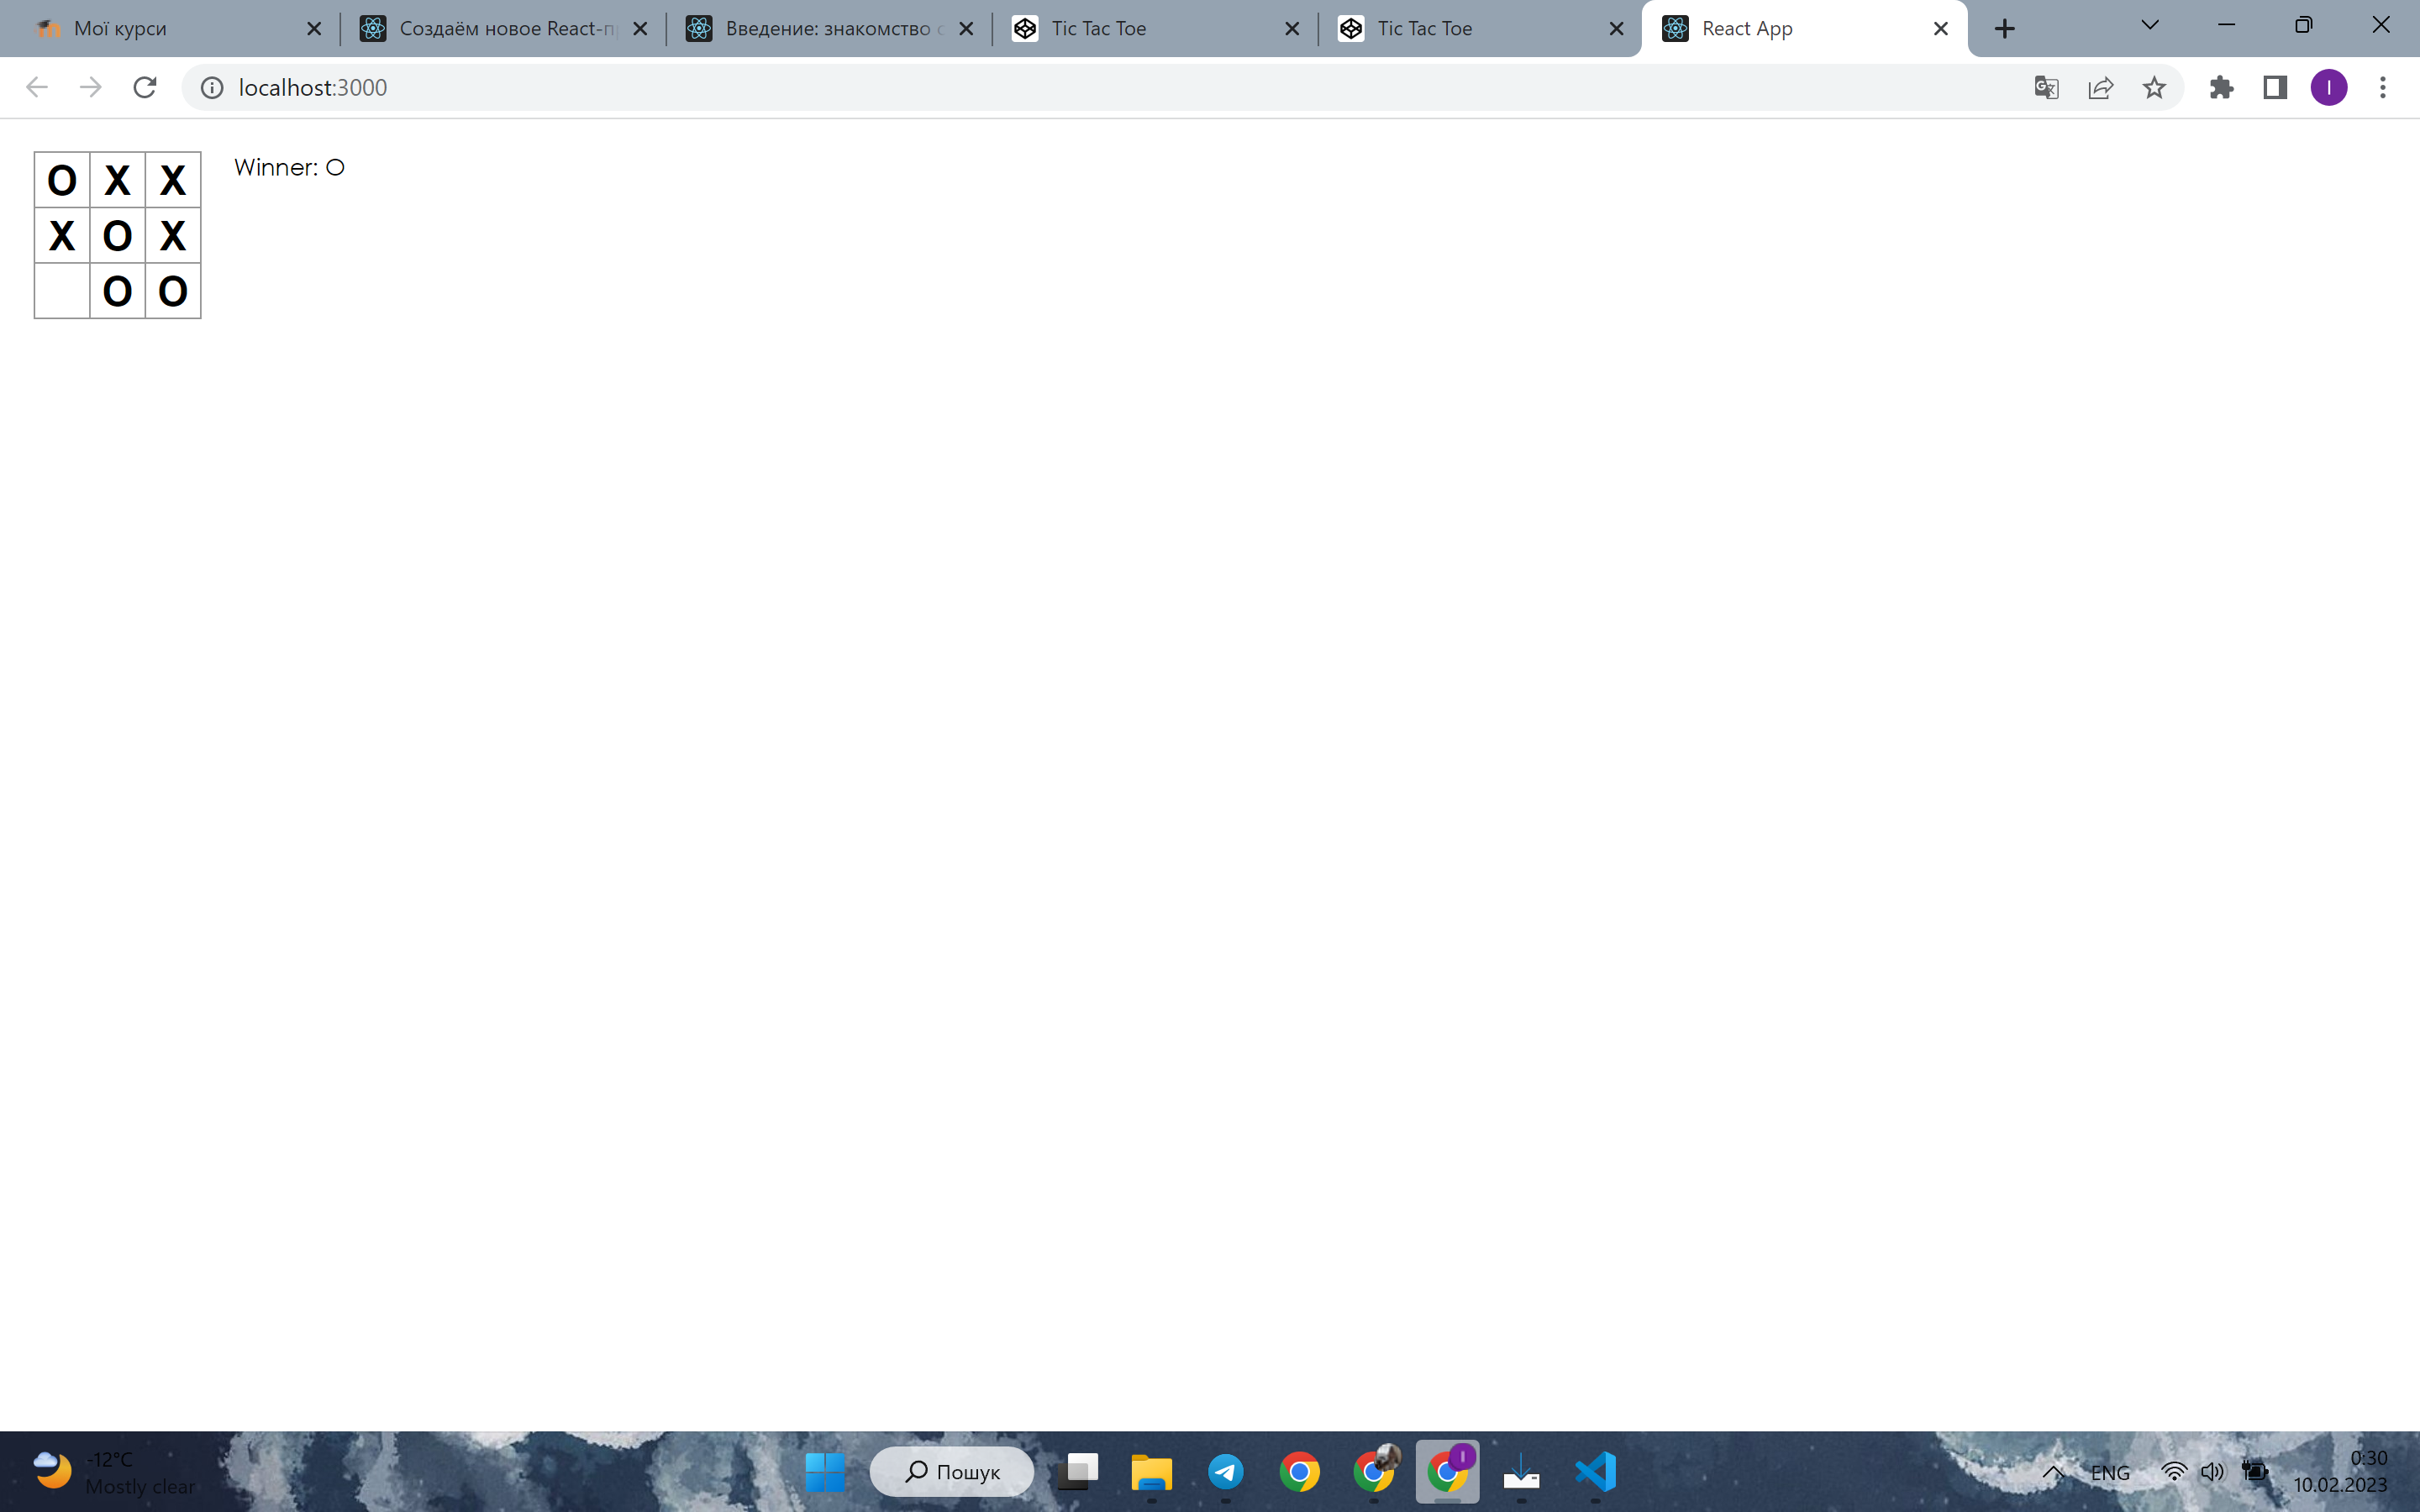 Мої курси
Создаём новое React-п
Введение: знакомство с
Tic Tac Toe
Tic Tac Toe
React App
localhost:3000
I
O X X
X O X
O O
Winner: O
-12°C
Mostly clear
Пошук
I
ENG
0:30
10.02.2023